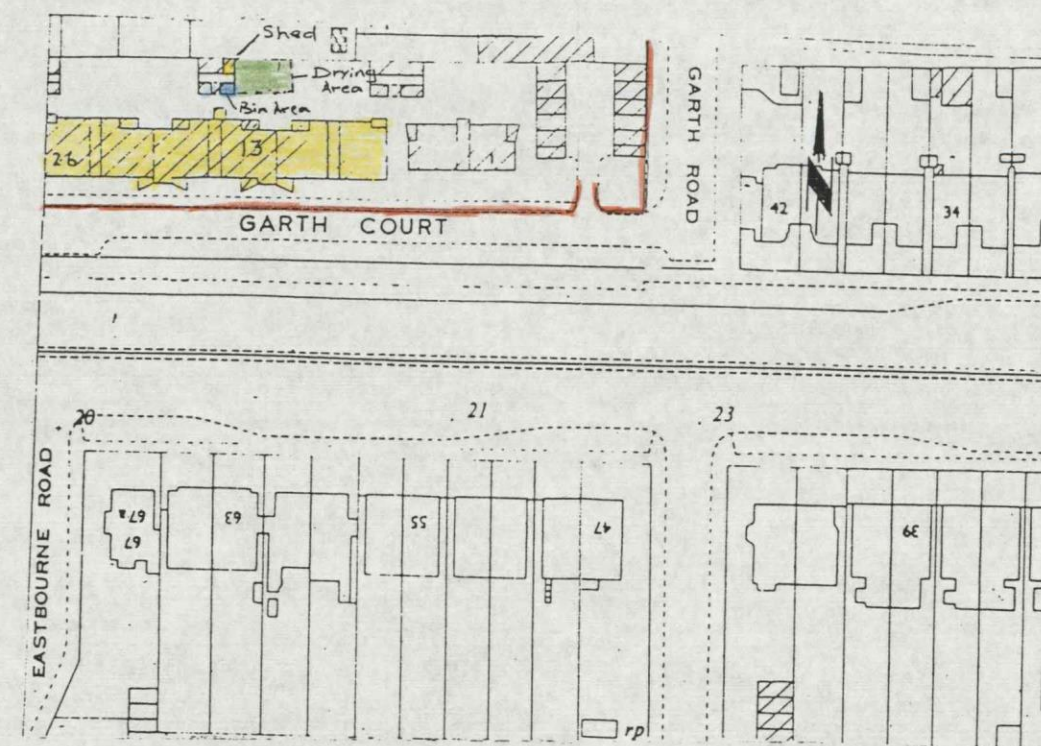 Shed
Drying
Area
Bin Area
GARTH ROAD
26
13
1
42
34
GARTH COURT
20
21
23
EASTBOURNE ROAD
67a
67
63
55
47
39
rp